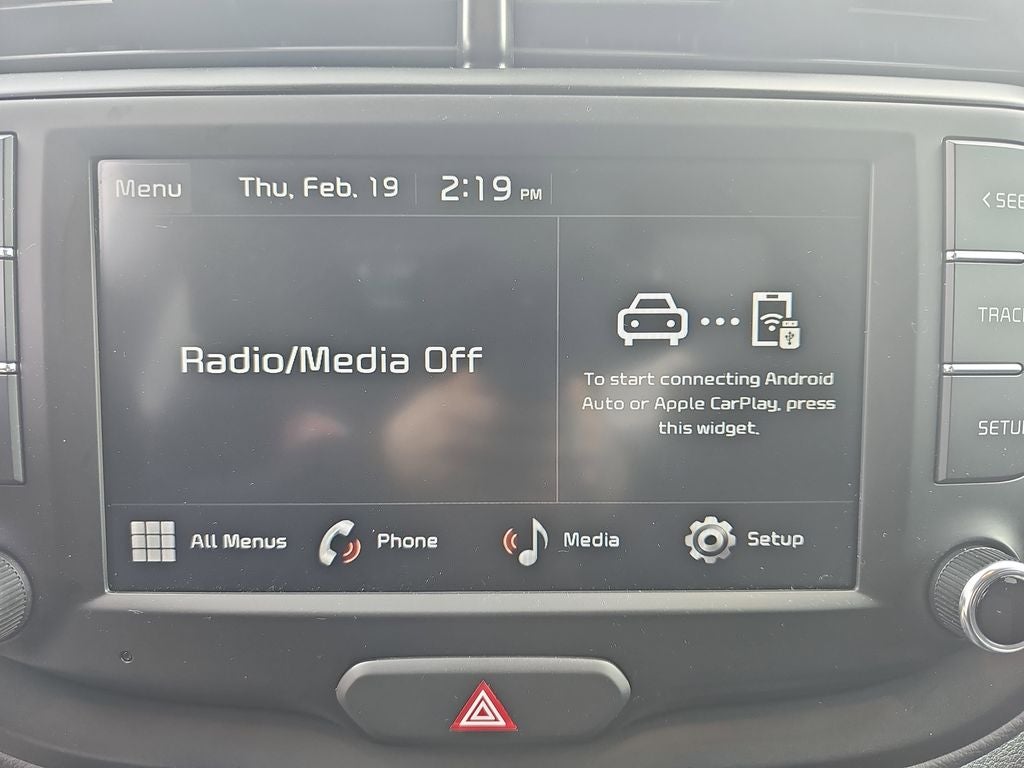 Menu
Thu, Feb. 19
2:19 PM
Radio/Media Off
To start connecting Android
Auto or Apple CarPlay, press
this widget.
All Menus
Phone
Media
Setup
< SEE
TRAC
SETU